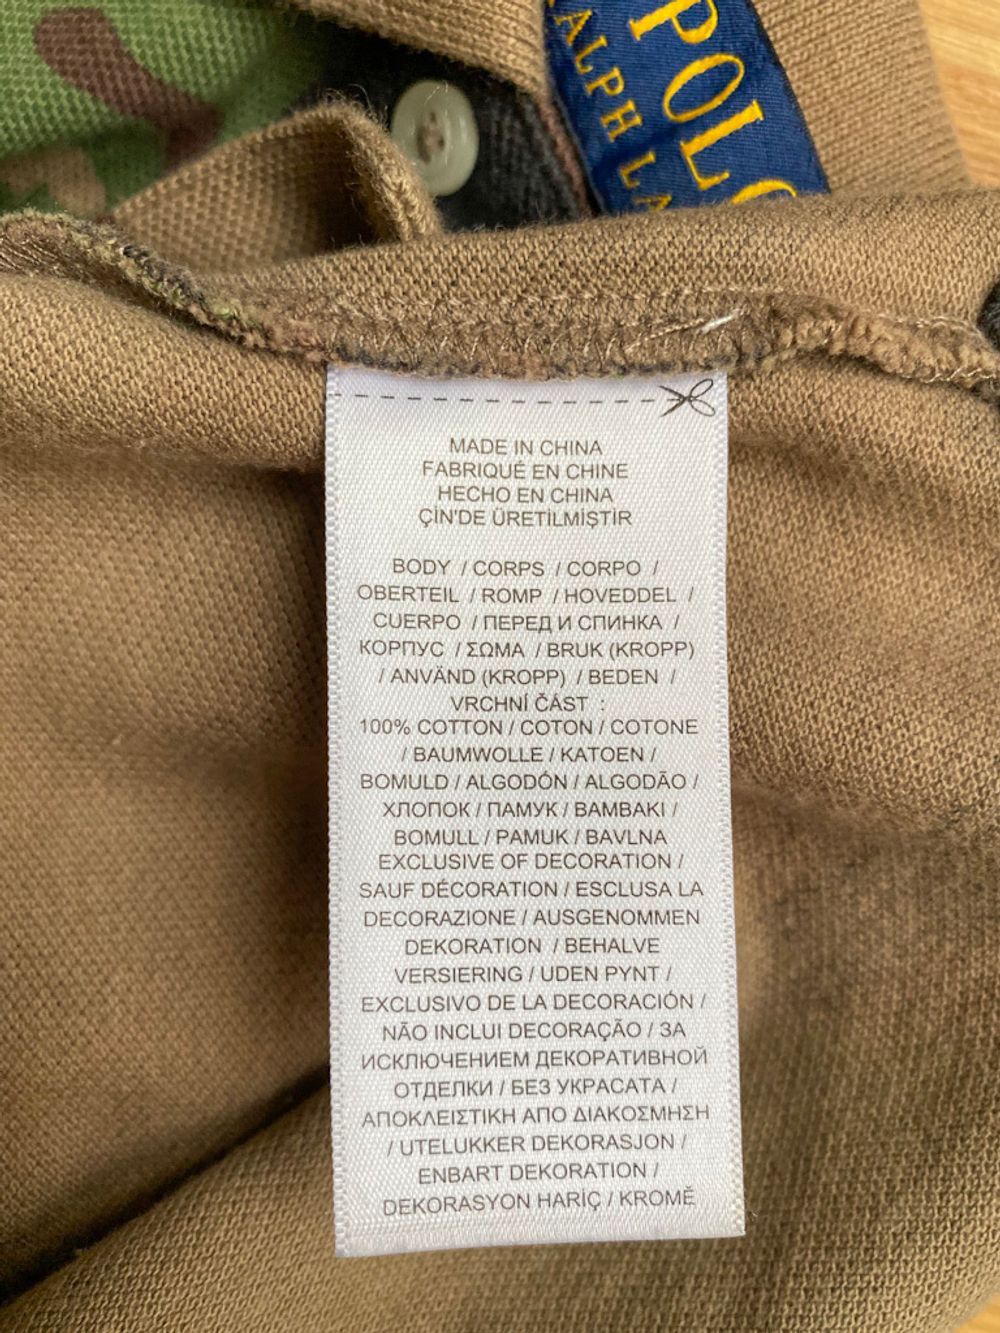 POLO
RALPH LA
MADE IN CHINA
FABRIQUÉ EN CHINE
HECHO EN CHINA
ÇİN'DE ÜRETİLMİŞTİR
BODY / CORPS / CORPO /
OBERTEIL / ROMP / HOVEDDEL /
CUERPO / ПЕРЕД И СПИНКА /
КОРПУС / ΣΩΜΑ / BRUK (KROPP)
/ ANVÄND (KROPP) / BEDEN /
VRCHNÍ ČÁST :
100% COTTON / COTON / COTONE
/ BAUMWOLLE / KATOEN /
BOMULD / ALGODÓN / ALGODÃO /
ХЛОПОК / ПАМУК / ΒΑΜΒΑΚΙ /
BOMULL / PAMUK / BAVLNA
EXCLUSIVE OF DECORATION /
SAUF DÉCORATION / ESCLUSA LA
DECORAZIONE / AUSGENOMMEN
DEKORATION / BEHALVE
VERSIERING / UDEN PYNT /
EXCLUSIVO DE LA DECORACIÓN /
NÃO INCLUI DECORAÇÃO / ЗА
ИСКЛЮЧЕНИЕМ ДЕКОРАТИВНОЙ
ОТДЕЛКИ / БЕЗ УКРАСАТА /
ΑΠΟΚΛΕΙΣΤΙΚΗ ΑΠΟ ΔΙΑΚΟΣΜΗΣΗ
/ UTELUKKER DEKORASJON /
ENBART DEKORATION /
DEKORASYON HARİÇ / KROMĚ